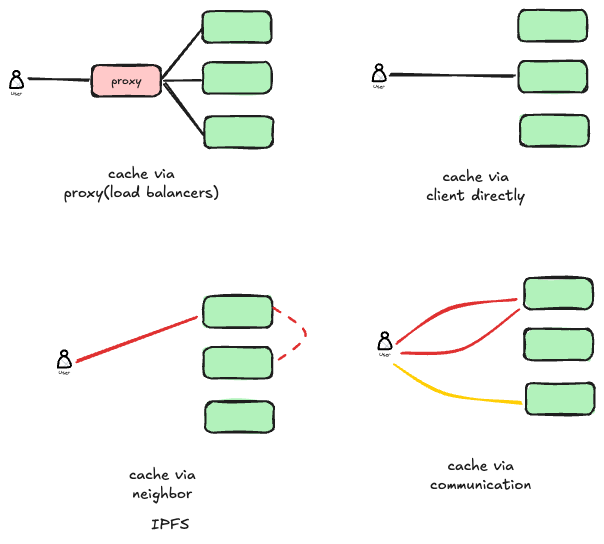 proxy
User
User
cache via
proxy(load balancers)
cache via
client directly
User
User
cache via
neighbor
IPFS
cache via
communication